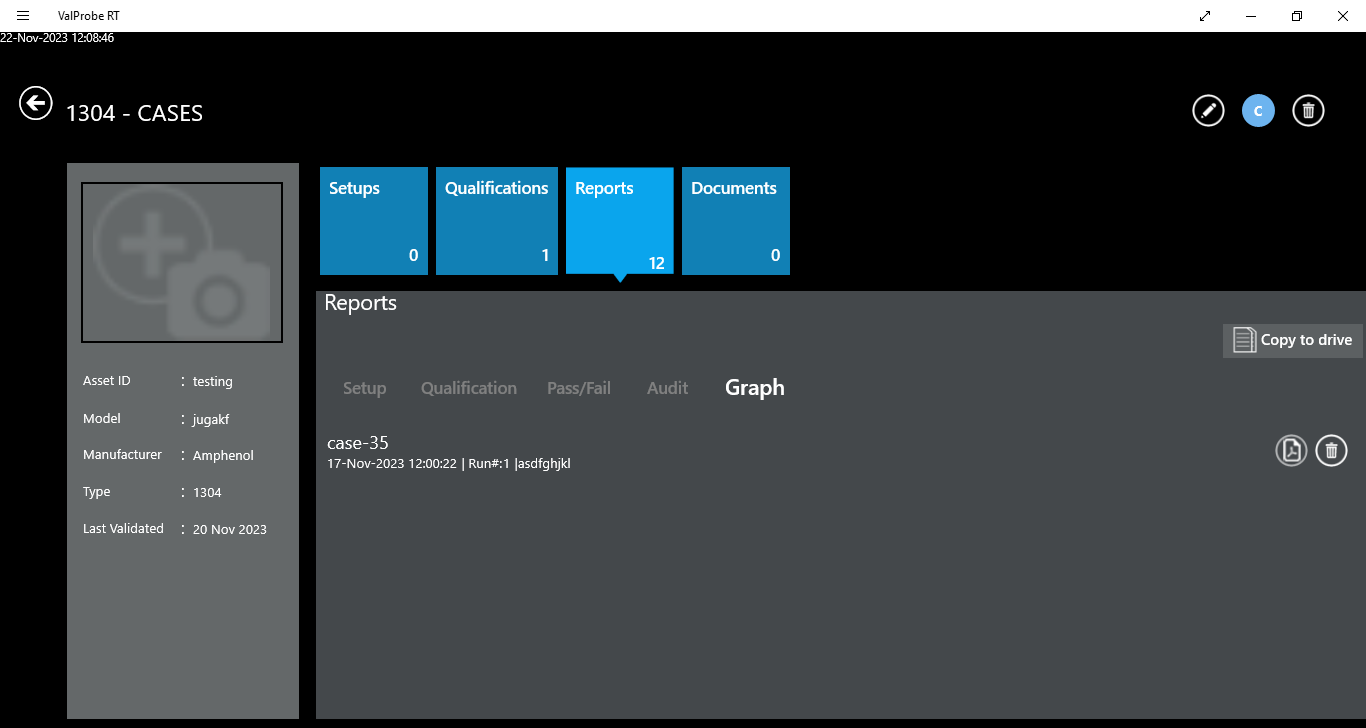 ValProbe RT
22-Nov-2023 12:08:46
1304 - CASES
C
Setups
0
Qualifications
1
Reports
12
Documents
0
Asset ID : testing
Model : jugakf
Manufacturer : Amphenol
Type : 1304
Last Validated : 20 Nov 2023
Reports
Copy to drive
Setup Qualification Pass/Fail Audit Graph
case-35
17-Nov-2023 12:00:22 | Run#:1 |asdfghjkl